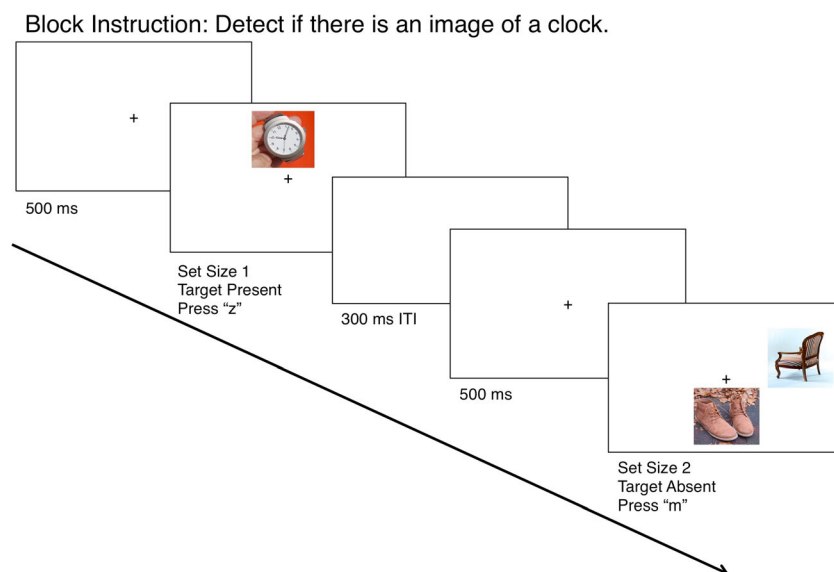 Block Instruction: Detect if there is an image of a clock.
+
500 ms
+
Set Size 1
Target Present
Press “z”
300 ms ITI
+
500 ms
+
Set Size 2
Target Absent
Press “m”